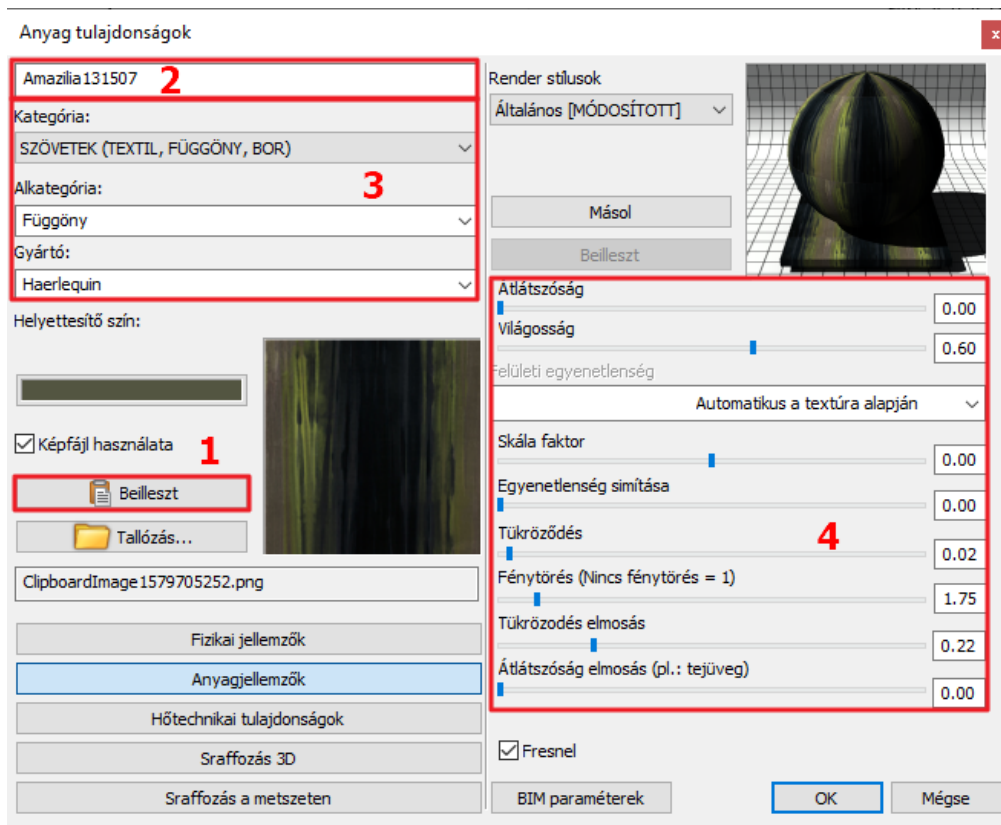 Anyag tulajdonságok
x
Amazilia131507
2
Kategória:
SZÖVETEK (TEXTIL, FÜGGÖNY, BOR)
3
Alkategória:
Függöny
Gyártó:
Haerlequin
Helyettesítő szín:
Képfájl használata
1
Beilleszt
Tallózás...
ClipboardImage1579705252.png
Fizikai jellemzők
Anyagjellemzők
Hőtechnikai tulajdonságok
Sraffozás 3D
Sraffozás a metszeten
Render stílusok
Általános [MÓDOSÍTOTT]
Másol
Beilleszt
Átlátszóság
0.00
Világosság
0.60
Felületi egyenetlenség
Automatikus a textúra alapján
Skála faktor
0.00
Egyenetlenség simítása
0.00
Tükröződés
4
0.02
Fénytörés (Nincs fénytörés = 1)
1.75
Tükrözodés elmosás
0.22
Átlátszóság elmosás (pl.: tejüveg)
0.00
Fresnel
BIM paraméterek
OK
Mégse